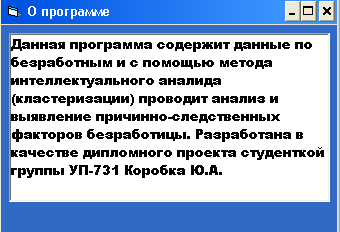 О программе
Данная программа содержит данные по
безработным и с помощью метода
интеллектуального аналида
(кластеризации) проводит анализ и
выявление причинно-следственных
факторов безработицы. Разработана в
качестве дипломного проекта студенткой
группы УП-731 Коробка Ю.А.